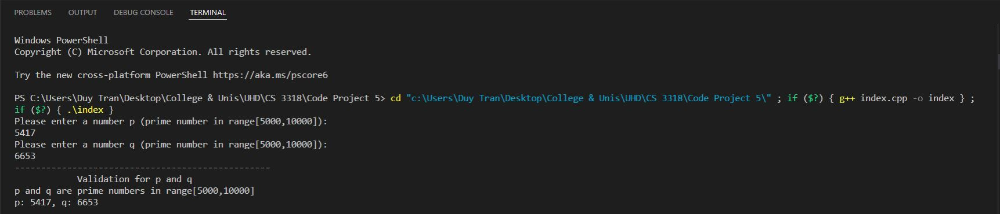 PROBLEMS OUTPUT DEBUG CONSOLE TERMINAL
Windows PowerShell
Copyright (C) Microsoft Corporation. All rights reserved.
Try the new cross-platform PowerShell https://aka.ms/pscore6
PS C:\Users\Duy Tran\Desktop\College & Unis\UHD\CS 3318\Code Project 5> cd "c:\Users\Duy Tran\Desktop\College & Unis\UHD\CS 3318\Code Project 5\" ; if ($?) { g++ index.cpp -o index } ;
if ($?) { .\index }
Please enter a number p (prime number in range[5000,10000]):
5417
Please enter a number q (prime number in range[5000,10000]):
6653
-------------------------------------------------
Validation for p and q
p and q are prime numbers in range[5000,10000]
p: 5417, q: 6653